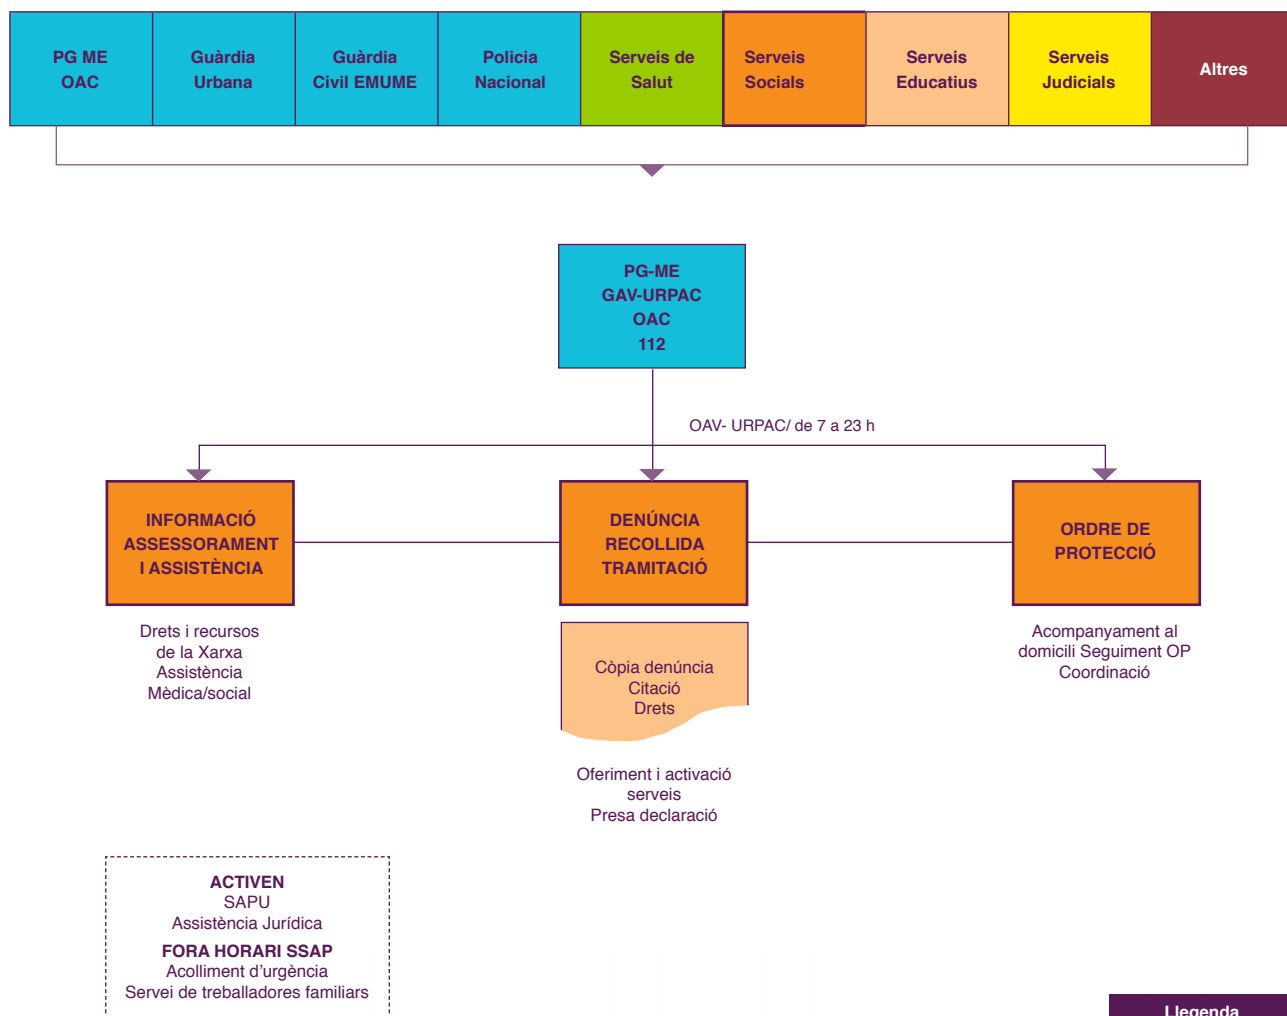 PG ME
OAC
Guàrdia
Urbana
Guàrdia
Civil EMUME
Policia
Nacional
Serveis de
Salut
Serveis
Socials
Serveis
Educatius
Serveis
Judicials
Altres
PG-ME
GAV-URPAC
OAC
112
OAV- URPAC/ de 7 a 23 h
INFORMACIÓ
ASSESSORAMENT
I ASSISTÈNCIA
DENÚNCIA
RECOLLIDA
TRAMITACIÓ
ORDRE DE
PROTECCIÓ
Drets i recursos
de la Xarxa
Assistència
Mèdica/social
Còpia denúncia
Citació
Drets
Acompanyament al
domicili Seguiment OP
Coordinació
Oferiment i activació
serveis
Presa declaració
ACTIVEN
SAPU
Assistència Jurídica
FORA HORARI SSAP
Acolliment d'urgència
Servei de treballadores familiars
Llegenda